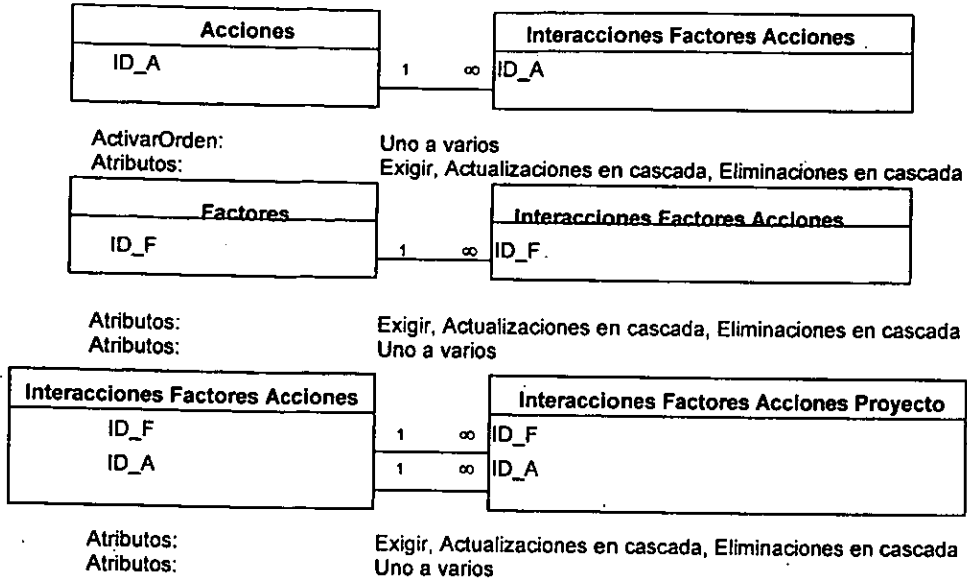 Acciones Interacciones Factores Acciones
ID_A 1 ∞ ID_A
ActivarOrden: Uno a varios
Atributos: Exigir, Actualizaciones en cascada, Eliminaciones en cascada
Factores Interacciones Factores Acciones
ID_F 1 ∞ ID_F
Atributos: Exigir, Actualizaciones en cascada, Eliminaciones en cascada
Atributos: Uno a varios
Interacciones Factores Acciones Interacciones Factores Acciones Proyecto
ID_F 1 ∞ ID_F
ID_A 1 ∞ ID_A
Atributos: Exigir, Actualizaciones en cascada, Eliminaciones en cascada
Atributos: Uno a varios